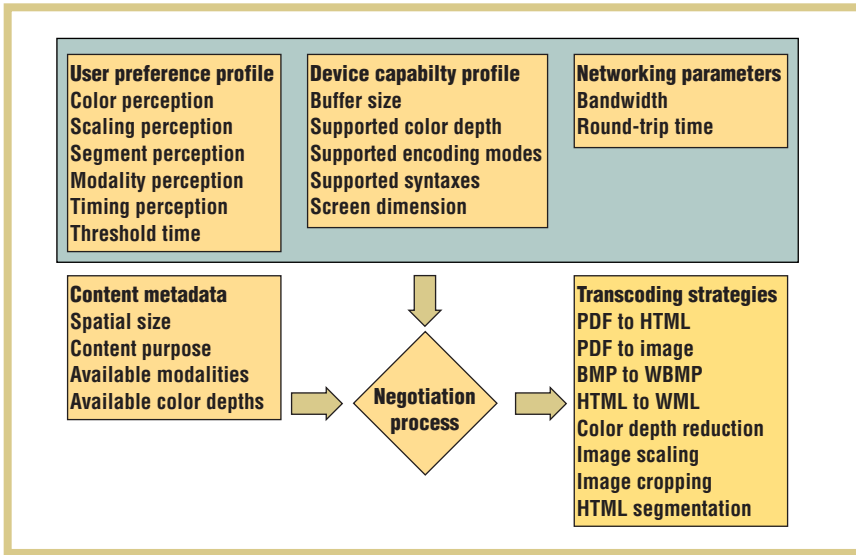 User preference profile
Color perception
Scaling perception
Segment perception
Modality perception
Timing perception
Threshold time
Device capabilty profile
Buffer size
Supported color depth
Supported encoding modes
Supported syntaxes
Screen dimension
Networking parameters
Bandwidth
Round-trip time
Content metadata
Spatial size
Content purpose
Available modalities
Available color depths
Negotiation
process
Transcoding strategies
PDF to HTML
PDF to image
BMP to WBMP
HTML to WML
Color depth reduction
Image scaling
Image cropping
HTML segmentation